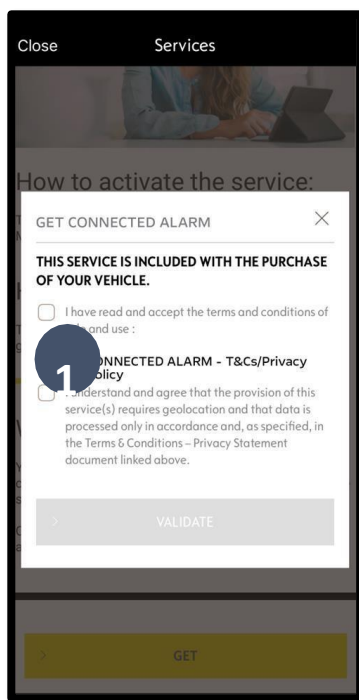 Close Services
How to activate the service:
GET CONNECTED ALARM
THIS SERVICE IS INCLUDED WITH THE PURCHASE
OF YOUR VEHICLE.
I have read and accept the terms and conditions of
and use :
CONNECTED ALARM - T&Cs/Privacy
Policy
1
I understand and agree that the provision of this
service(s) requires geolocation and that data is
processed only in accordance and, as specified, in
the Terms & Conditions – Privacy Statement
document linked above.
VALIDATE
GET